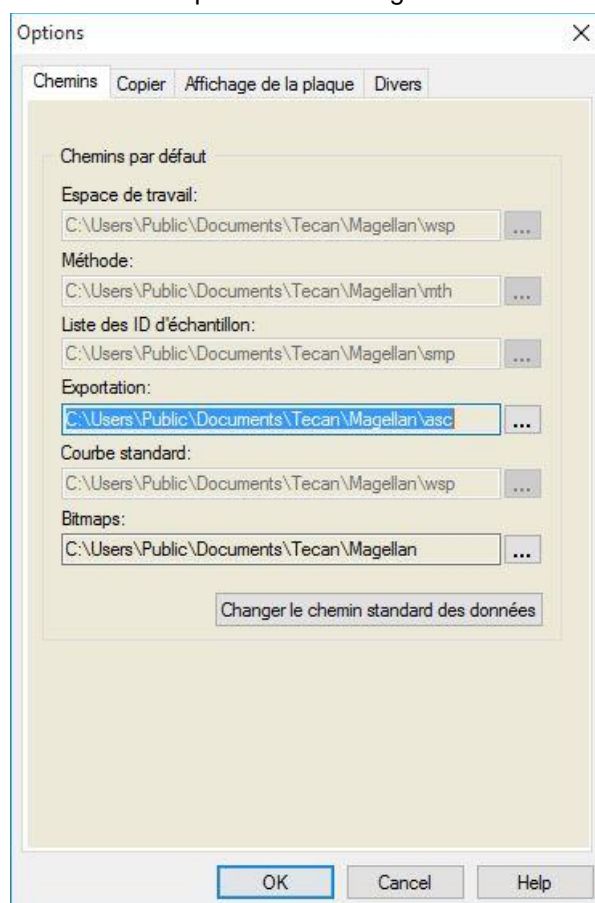 Options
Chemins Copier Affichage de la plaque Divers
Chemins par défaut
Espace de travail:
C:\Users\Public\Documents\Tecan\Magellan\wsp ...
Méthode:
C:\Users\Public\Documents\Tecan\Magellan\mth ...
Liste des ID d'échantillon:
C:\Users\Public\Documents\Tecan\Magellan\smp ...
Exportation:
C:\Users\Public\Documents\Tecan\Magellan\asc ...
Courbe standard:
C:\Users\Public\Documents\Tecan\Magellan\wsp ...
Bitmaps:
C:\Users\Public\Documents\Tecan\Magellan ...
Changer le chemin standard des données
OK Cancel Help